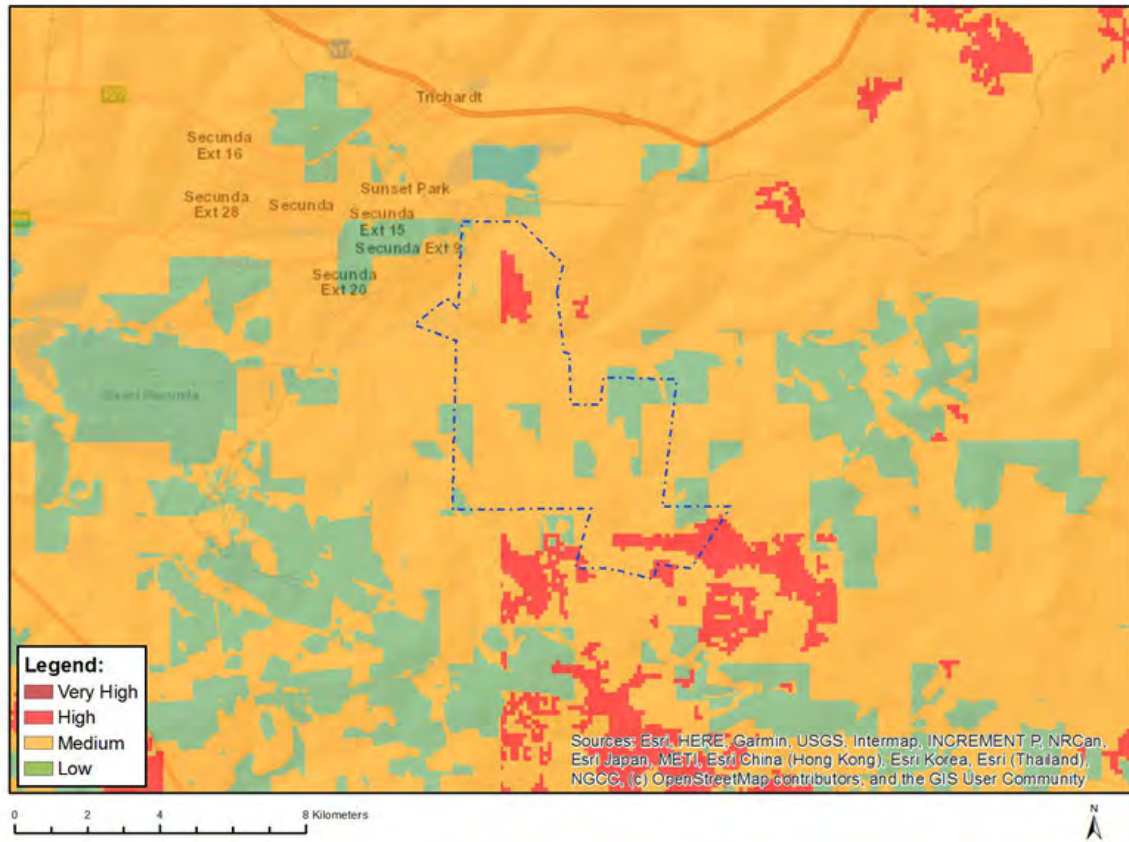 Trichardt
Secunda
Ext 16
Sunset Park
Secunda
Ext 28
Secunda
Secunda
Ext 15
Secunda Ext 9
Secunda
Ext 20
Legend:
Very High
High
Medium
Low
Sources: Esri, HERE, Garmin, USGS, Intermap, INCREMENT P, NRCan,
Esri Japan, METI, Esri China (Hong Kong), Esri Korea, Esri (Thailand),
NGCC, (c) OpenStreetMap contributors, and the GIS User Community
0 2 4 8 Kilometers
N